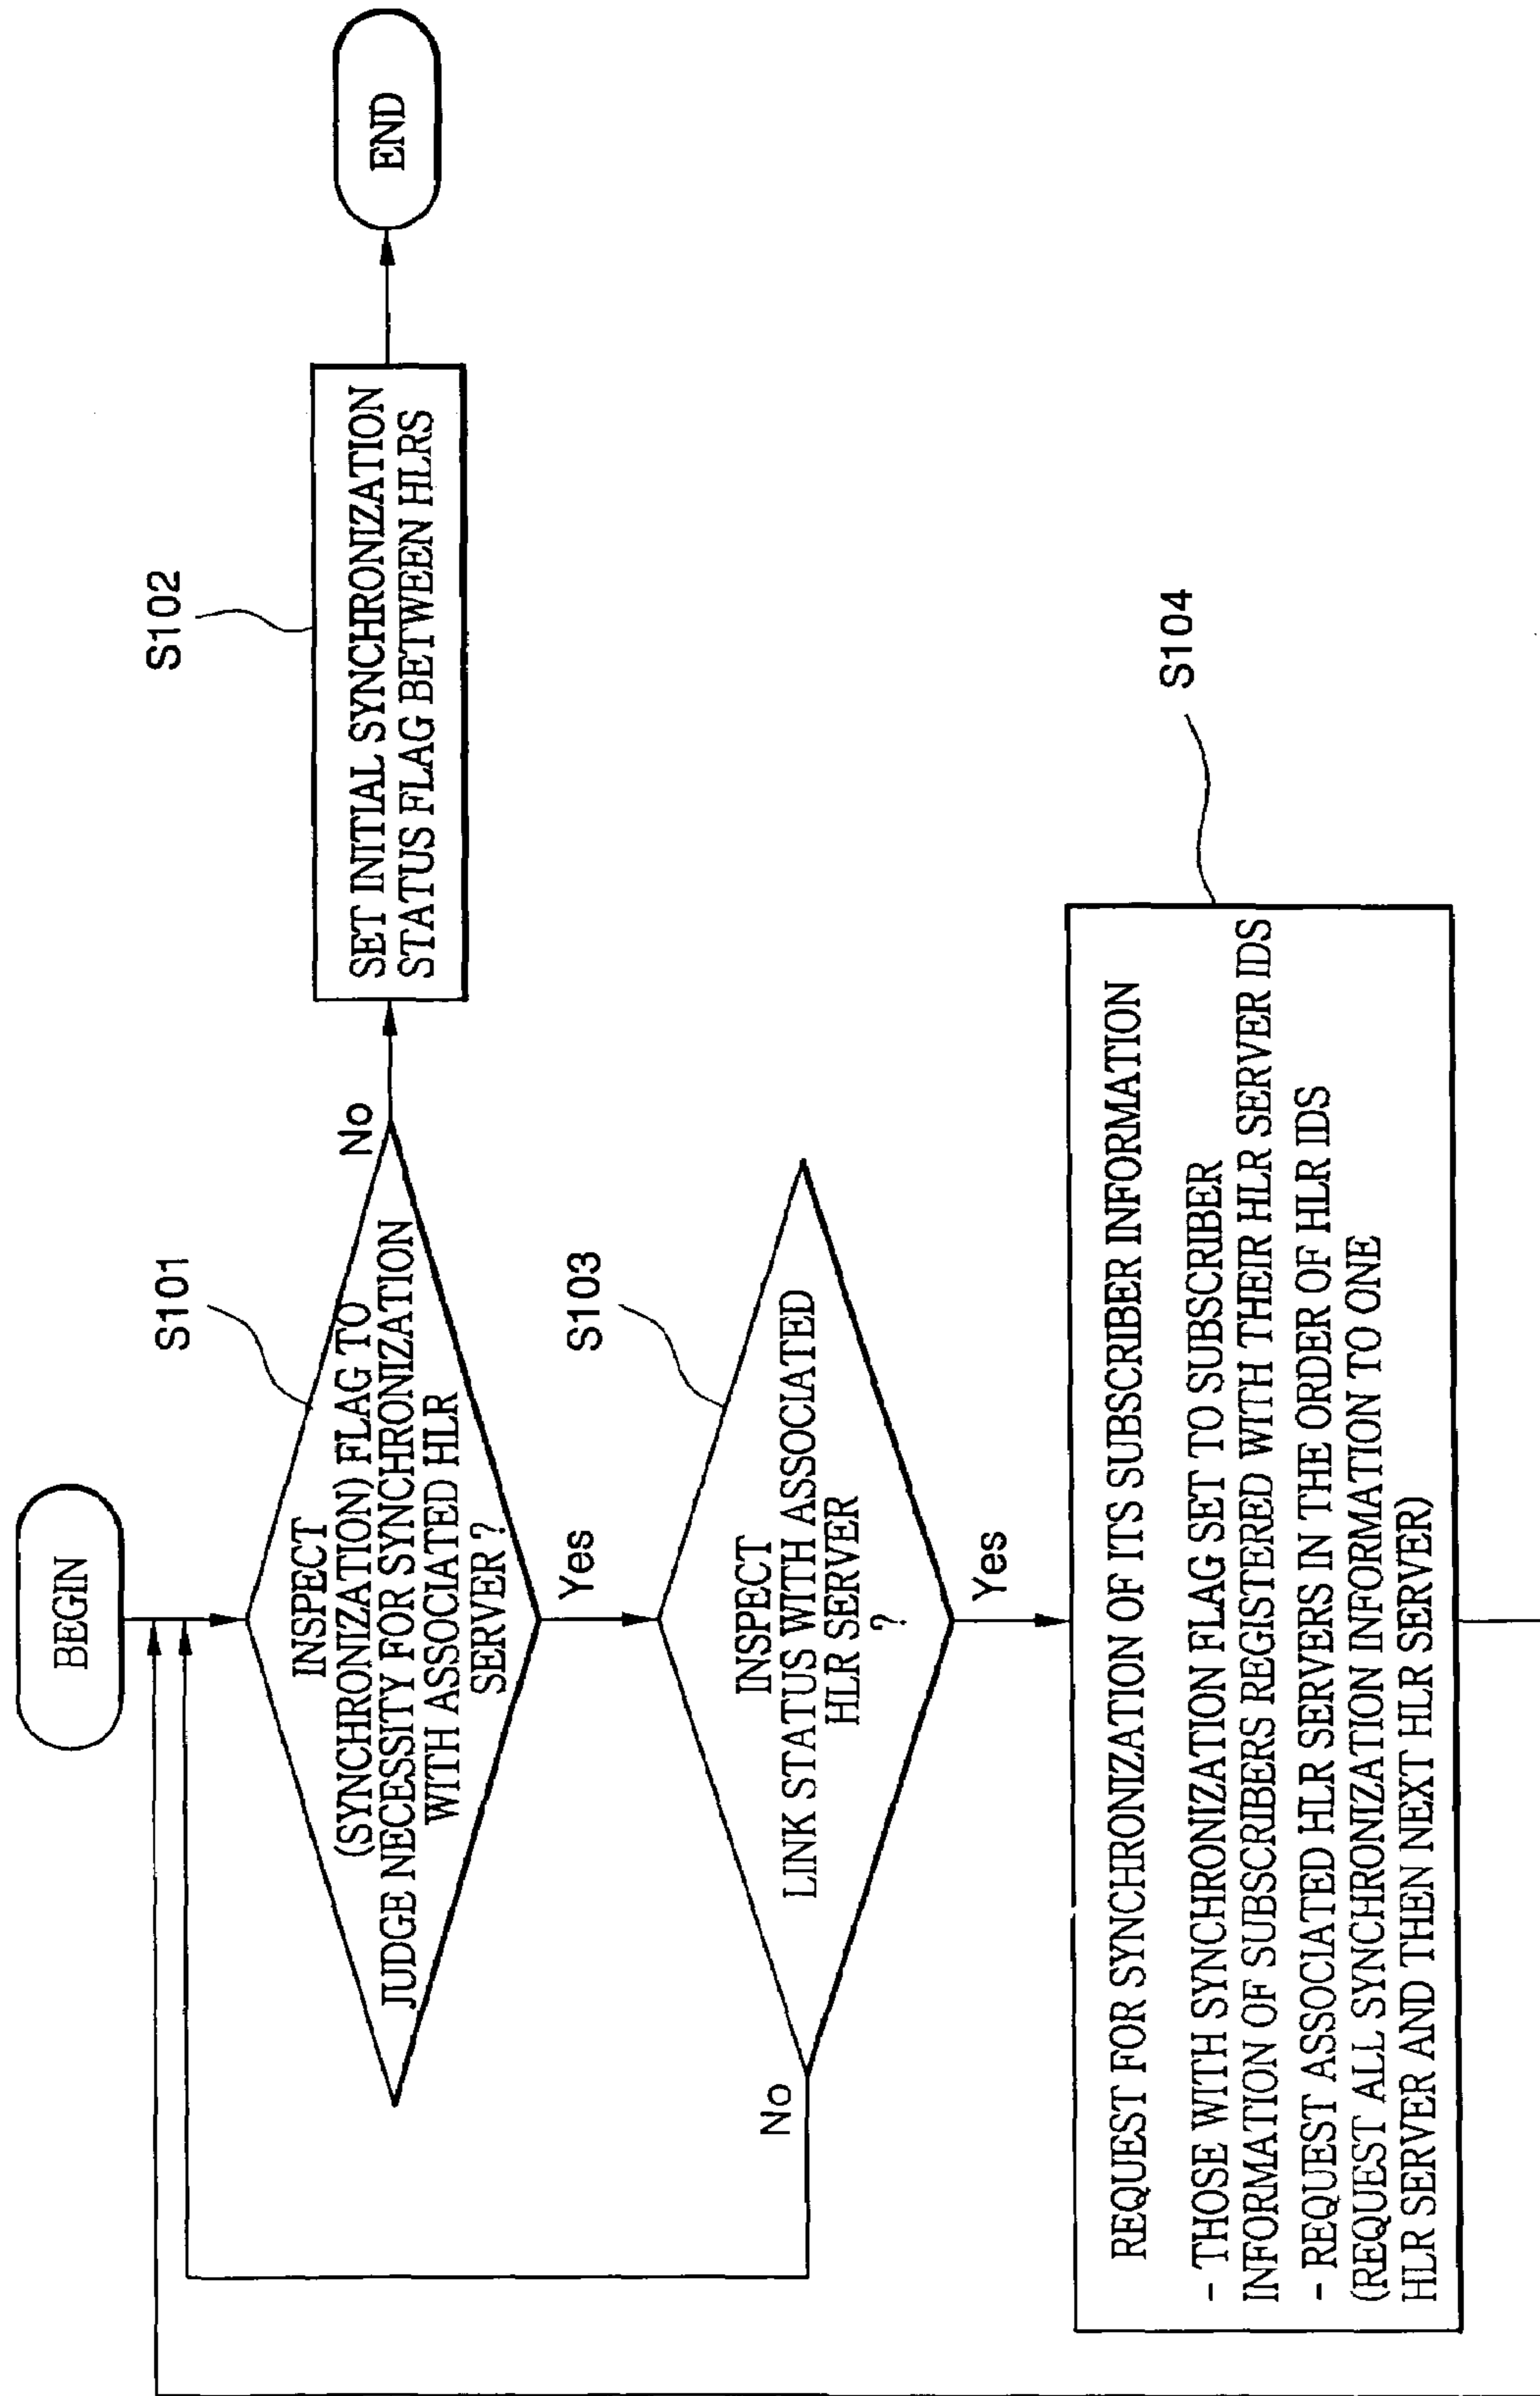 BEGIN
S101
INSPECT
(SYNCHRONIZATION) FLAG TO
JUDGE NECESSITY FOR SYNCHRONIZATION
WITH ASSOCIATED HLR
SERVER ?
No
S102
SET INITIAL SYNCHRONIZATION
STATUS FLAG BETWEEN HLRS
END
Yes
S103
INSPECT
LINK STATUS WITH ASSOCIATED
HLR SERVER
?
No
Yes
S104
REQUEST FOR SYNCHRONIZATION OF ITS SUBSCRIBER INFORMATION
- THOSE WITH SYNCHRONIZATION FLAG SET TO SUBSCRIBER
INFORMATION OF SUBSCRIBERS REGISTERED WITH THEIR HLR SERVER IDS
- REQUEST ASSOCIATED HLR SERVERS IN THE ORDER OF HLR IDS
(REQUEST ALL SYNCHRONIZATION INFORMATION TO ONE
HLR SERVER AND THEN NEXT HLR SERVER)